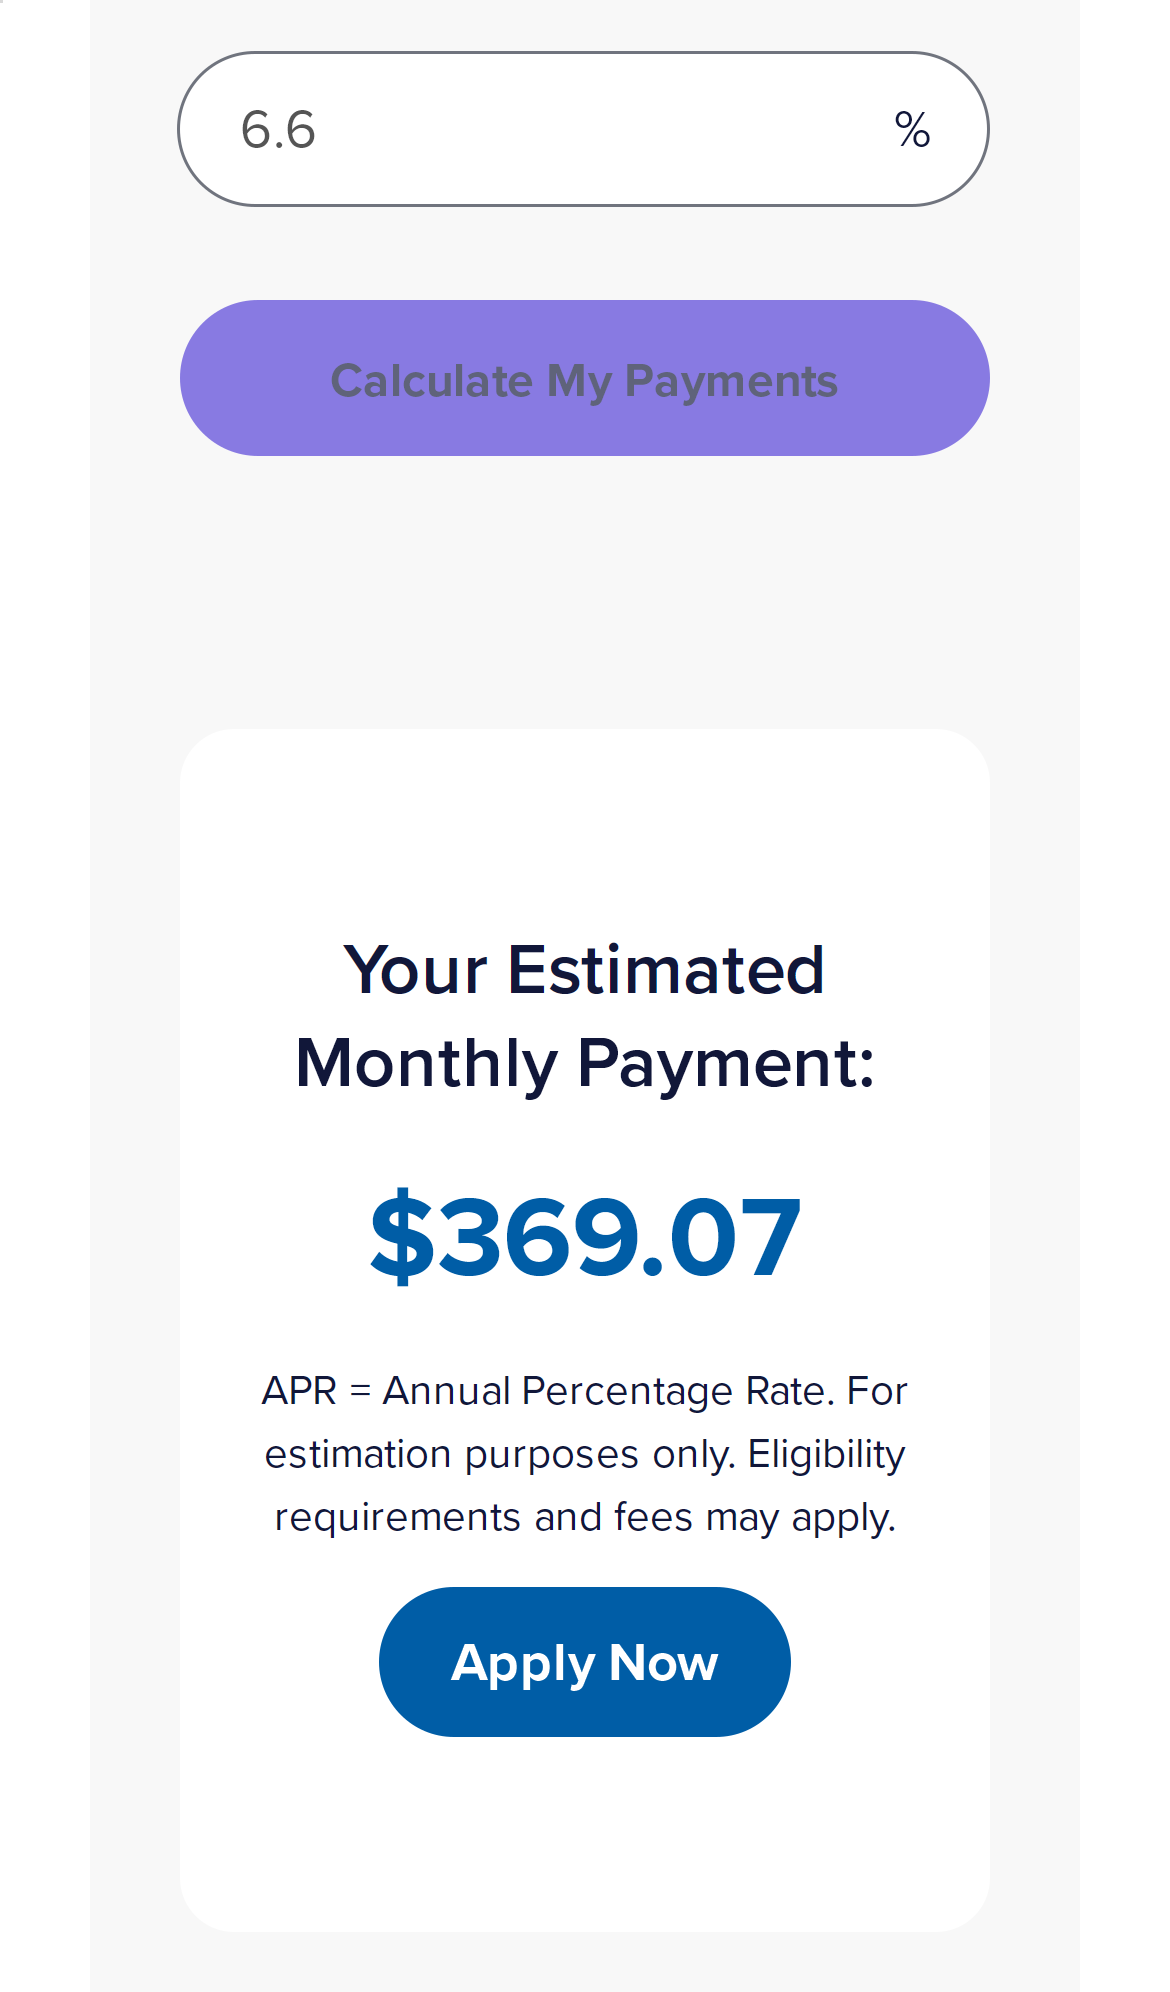 6.6 %
Calculate My Payments
Your Estimated
Monthly Payment:
$369.07
APR = Annual Percentage Rate. For
estimation purposes only. Eligibility
requirements and fees may apply.
Apply Now